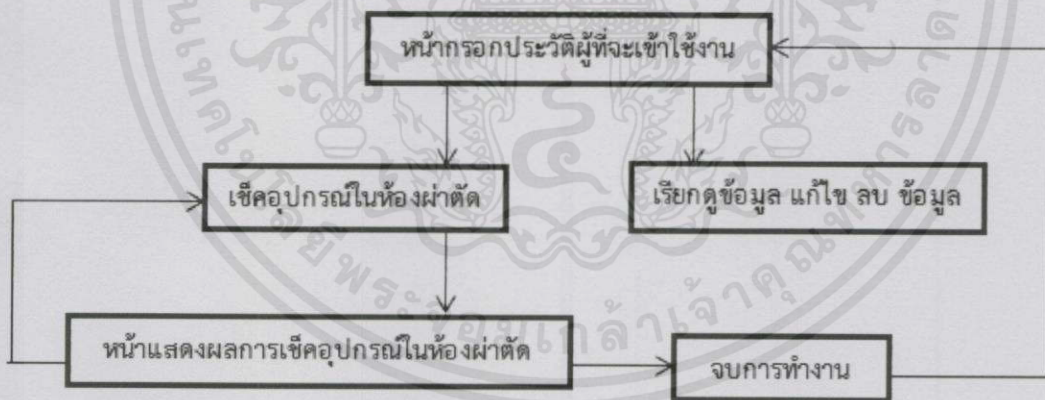 หน้ากรอกประวัติผู้ที่จะเข้าใช้งาน
เช็คอุปกรณ์ในห้องผ่าตัด
เรียกดูข้อมูล แก้ไข ลบ ข้อมูล
หน้าแสดงผลการเช็คอุปกรณ์ในห้องผ่าตัด
จบการทำงาน